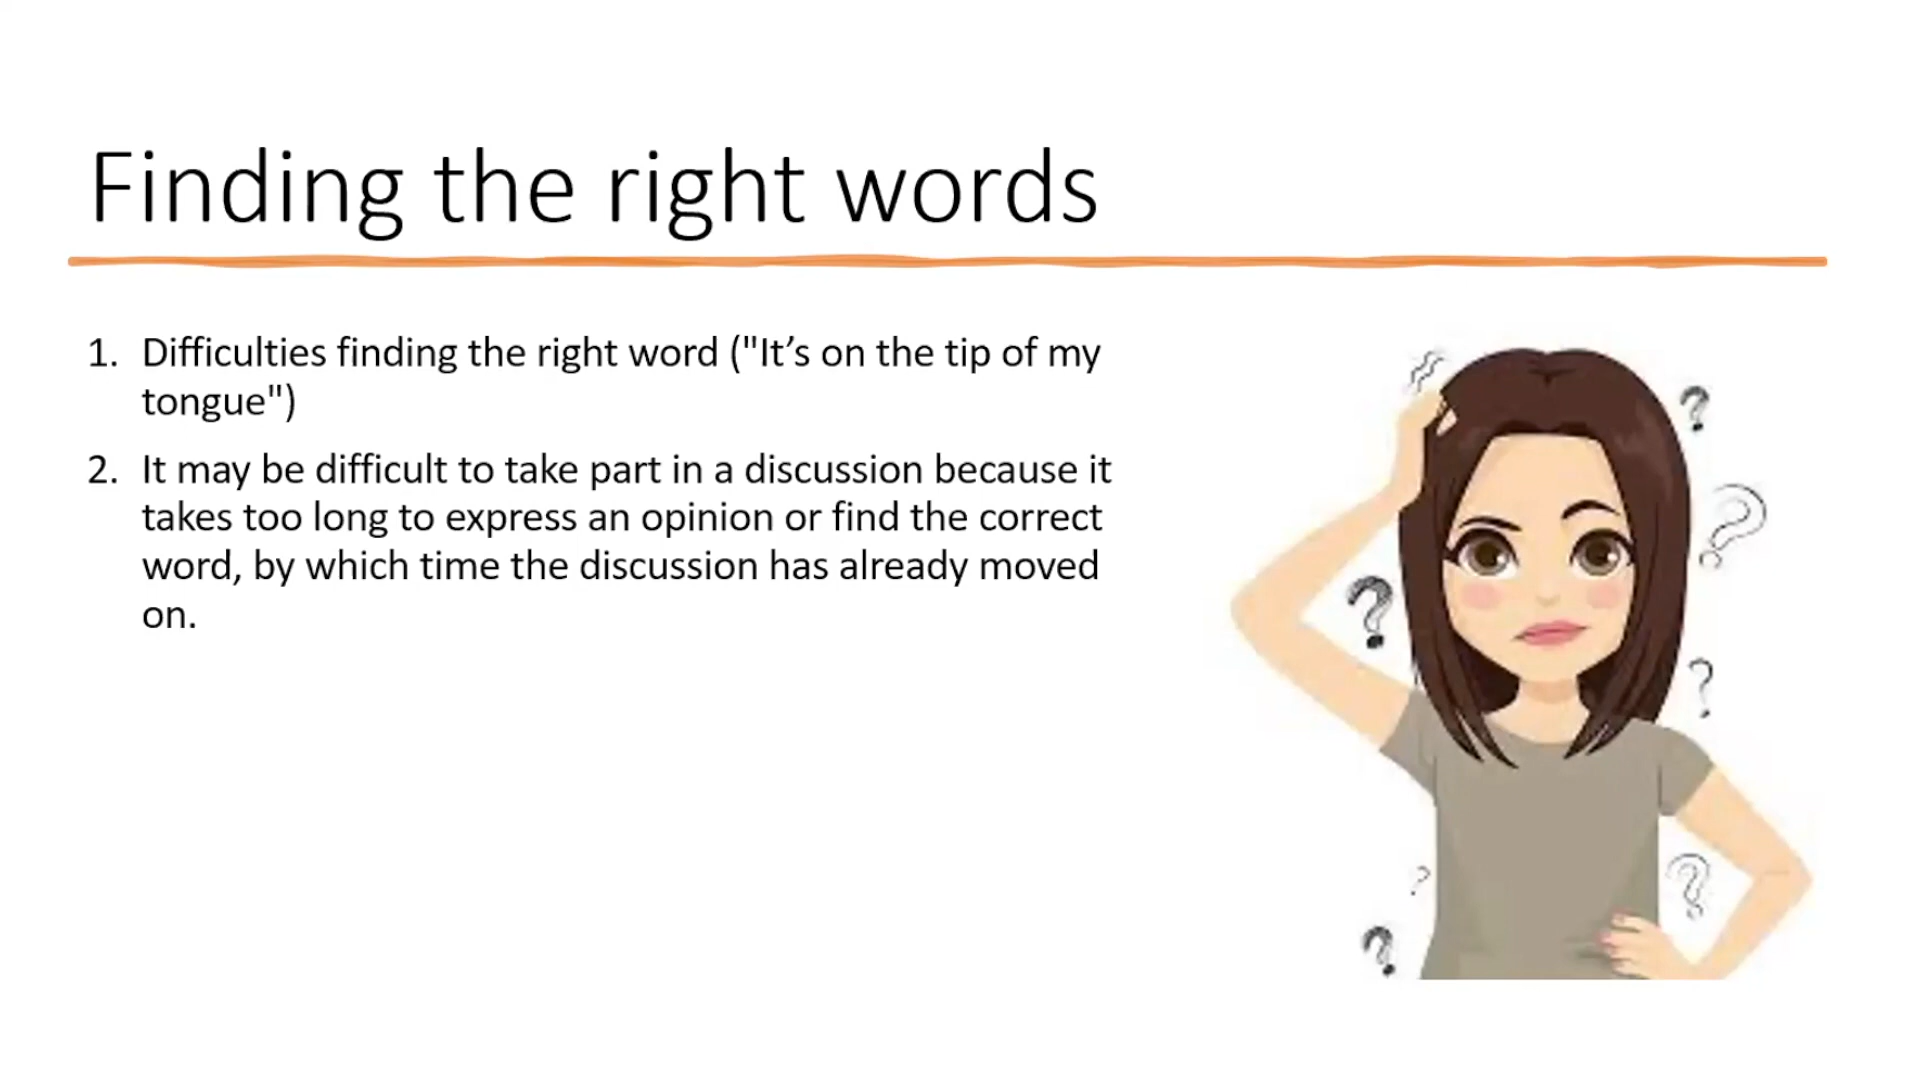 Finding the right words
1. Difficulties finding the right word ("It’s on the tip of my
tongue")
2. It may be difficult to take part in a discussion because it
takes too long to express an opinion or find the correct
word, by which time the discussion has already moved
on.
?
?
?
?
?
?
?